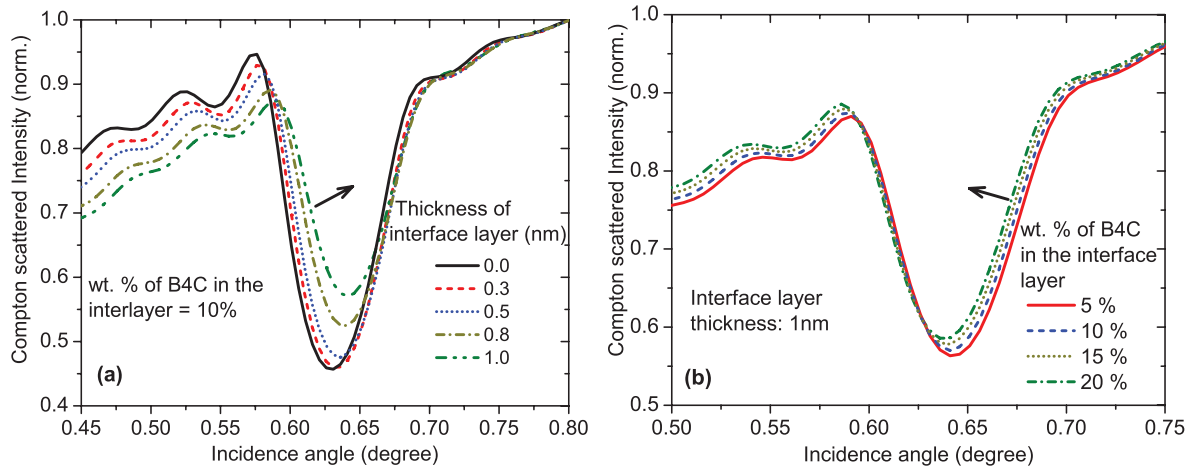 1.0
0.9
0.8
0.7
0.6
0.5
0.4
Compton scattered Intensity (norm.)
Thickness of
interface layer (nm)
0.0
0.3
0.5
0.8
1.0
wt. % of B4C in the
interlayer = 10%
(a)
0.45 0.50 0.55 0.60 0.65 0.70 0.75 0.80
Incidence angle (degree)
1.0
0.9
0.8
0.7
0.6
0.5
Compton scattered Intensity (norm.)
wt. % of B4C
in the interface
layer
5 %
10 %
15 %
20 %
Interface layer
thickness: 1nm
(b)
0.50 0.55 0.60 0.65 0.70 0.75
Incidence angle (degree)